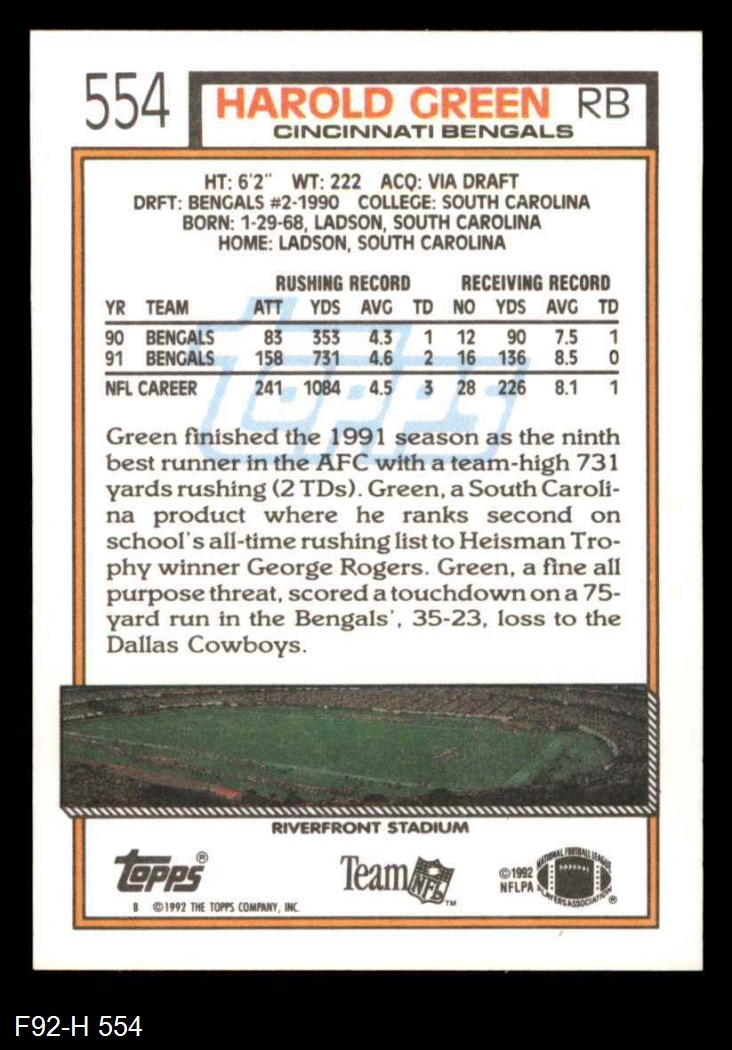 554
HAROLD GREEN RB
CINCINNATI BENGALS
HT: 6'2" WT: 222 ACQ: VIA DRAFT
DRFT: BENGALS #2-1990 COLLEGE: SOUTH CAROLINA
BORN: 1-29-68, LADSON, SOUTH CAROLINA
HOME: LADSON, SOUTH CAROLINA
RUSHING RECORD RECEIVING RECORD
YR TEAM ATT YDS AVG TD NO YDS AVG TD
90 BENGALS 83 353 4.3 1 12 90 7.5 1
91 BENGALS 158 731 4.6 2 16 136 8.5 0
NFL CAREER 241 1084 4.5 3 28 226 8.1 1
topps
Green finished the 1991 season as the ninth
best runner in the AFC with a team-high 731
yards rushing (2 TDs). Green, a South Caroli-
na product where he ranks second on
school's all-time rushing list to Heisman Tro-
phy winner George Rogers. Green, a fine all
purpose threat, scored a touchdown on a 75-
yard run in the Bengals', 35-23, loss to the
Dallas Cowboys.
RIVERFRONT STADIUM
topps®
B ©1992 THE TOPPS COMPANY, INC.
Team NFL™
©1992
NFLPA
NATIONAL FOOTBALL LEAGUE
PLAYERS ASSOCIATION ®
F92-H 554